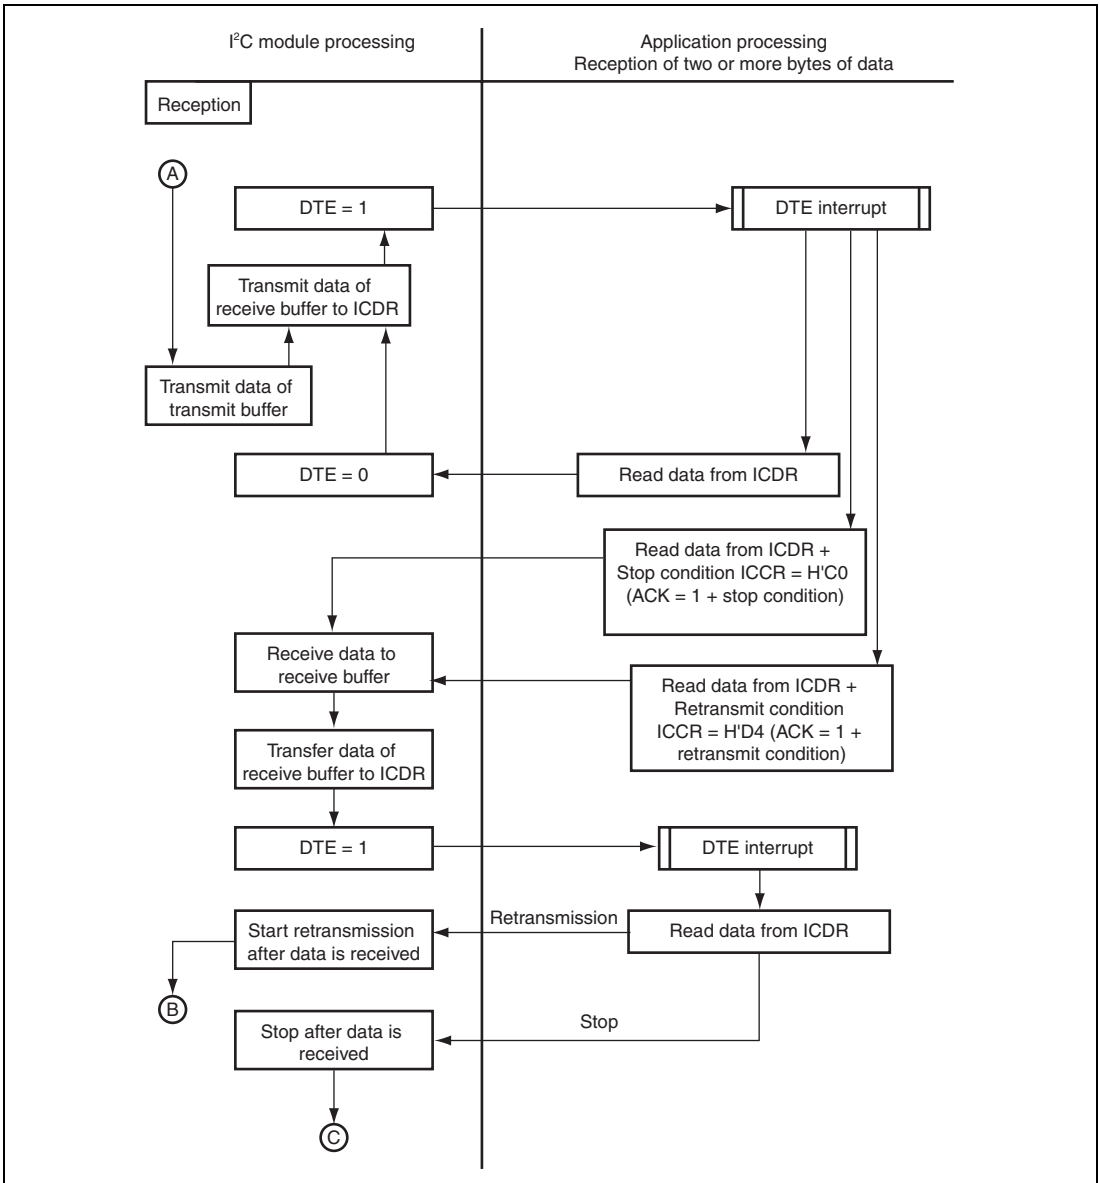 I²C module processing
Application processing
Reception of two or more bytes of data
Reception
A
DTE = 1
DTE interrupt
Transmit data of
receive buffer to ICDR
Transmit data of
transmit buffer
DTE = 0
Read data from ICDR
Read data from ICDR +
Stop condition ICCR = H'C0
(ACK = 1 + stop condition)
Receive data to
receive buffer
Read data from ICDR +
Retransmit condition
ICCR = H'D4 (ACK = 1 +
retransmit condition)
Transfer data of
receive buffer to ICDR
DTE = 1
DTE interrupt
Retransmission
Start retransmission
after data is received
Read data from ICDR
B
Stop
Stop after data is
received
C